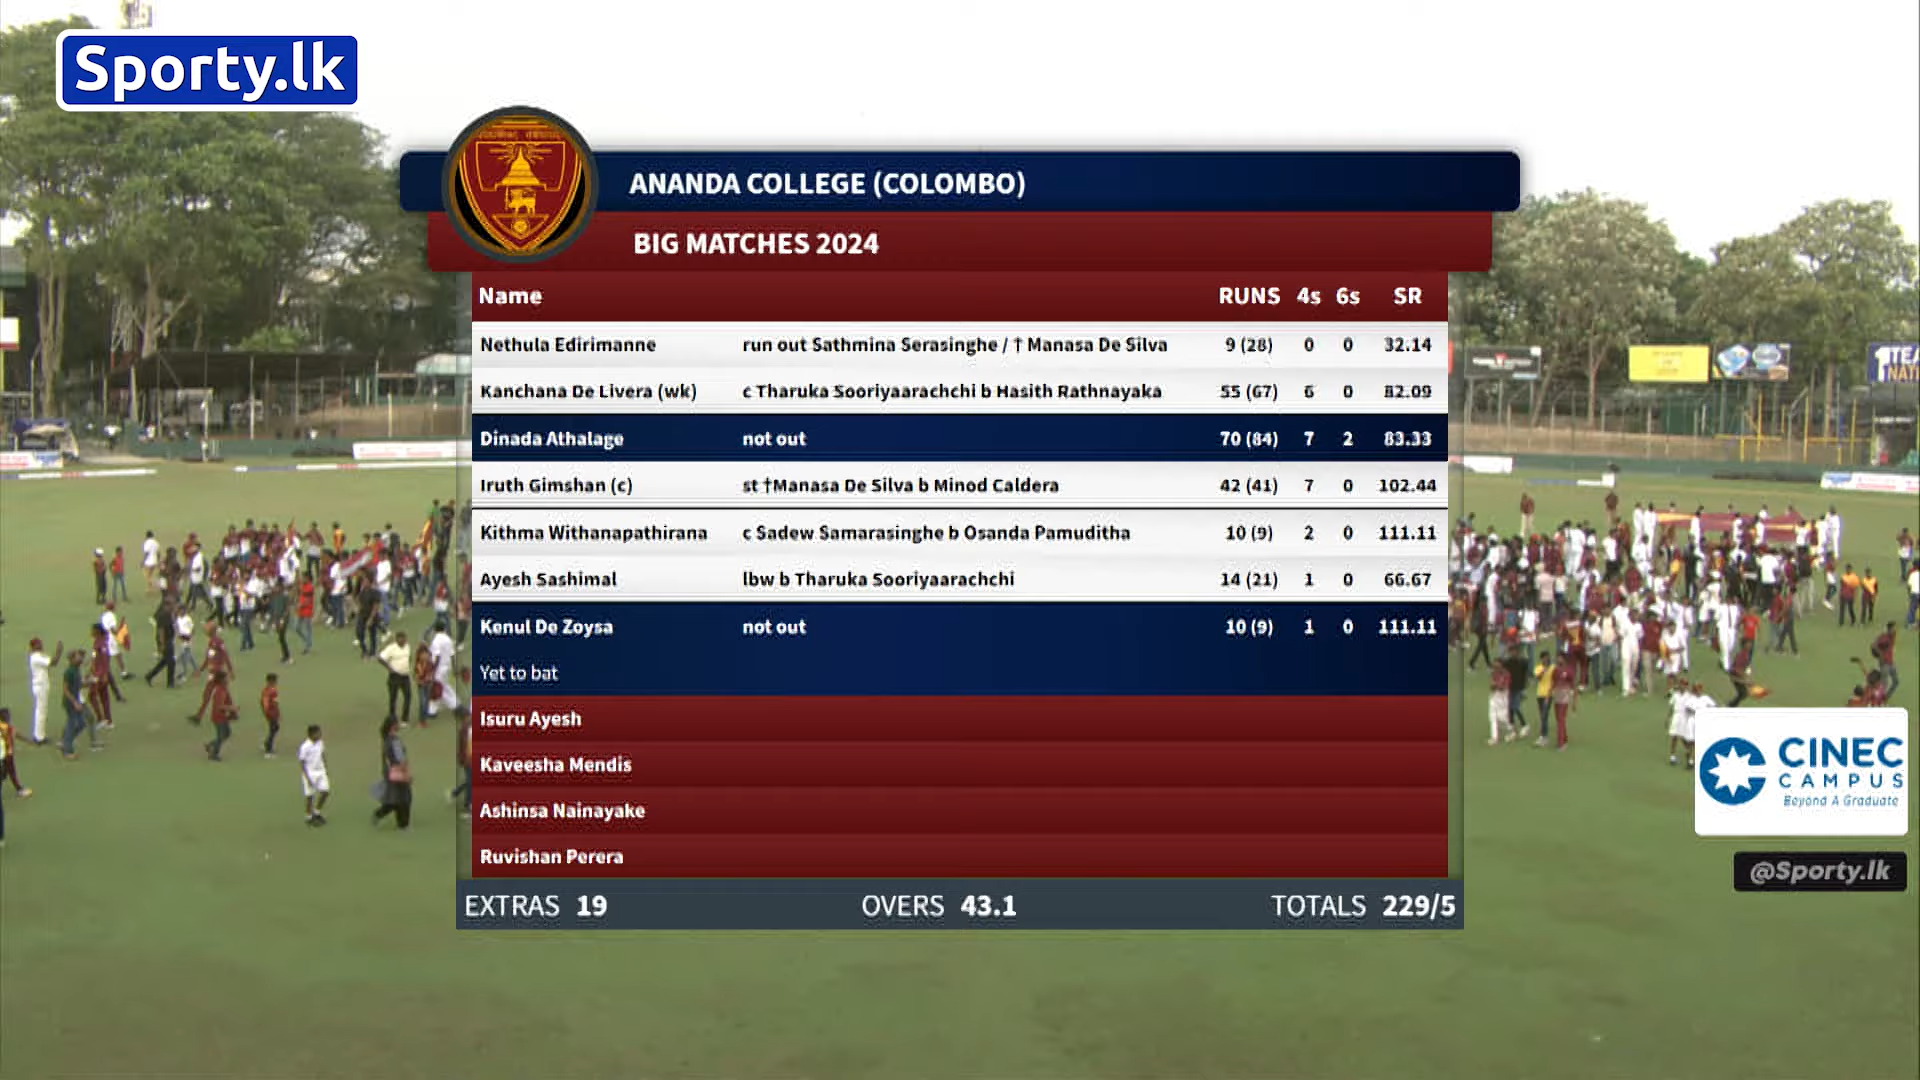 Sporty.lk
ANANDA COLLEGE (COLOMBO)
BIG MATCHES 2024
Name RUNS 4s 6s SR
Nethula Edirimanne run out Sathmina Serasinghe / † Manasa De Silva 9 (28) 0 0 32.14
Kanchana De Livera (wk) c Tharuka Sooriyaarachchi b Hasith Rathnayaka 55 (67) 6 0 82.09
Dinada Athalage not out 70 (84) 7 2 83.33
Iruth Gimshan (c) st †Manasa De Silva b Minod Caldera 42 (41) 7 0 102.44
Kithma Withanapathirana c Sadew Samarasinghe b Osanda Pamuditha 10 (9) 2 0 111.11
Ayesh Sashimal lbw b Tharuka Sooriyaarachchi 14 (21) 1 0 66.67
Kenul De Zoysa not out 10 (9) 1 0 111.11
Yet to bat
Isuru Ayesh
Kaveesha Mendis
Ashinsa Nainayake
Ruvishan Perera
EXTRAS 19 OVERS 43.1 TOTALS 229/5
CINEC
CAMPUS
Beyond A Graduate
@Sporty.lk